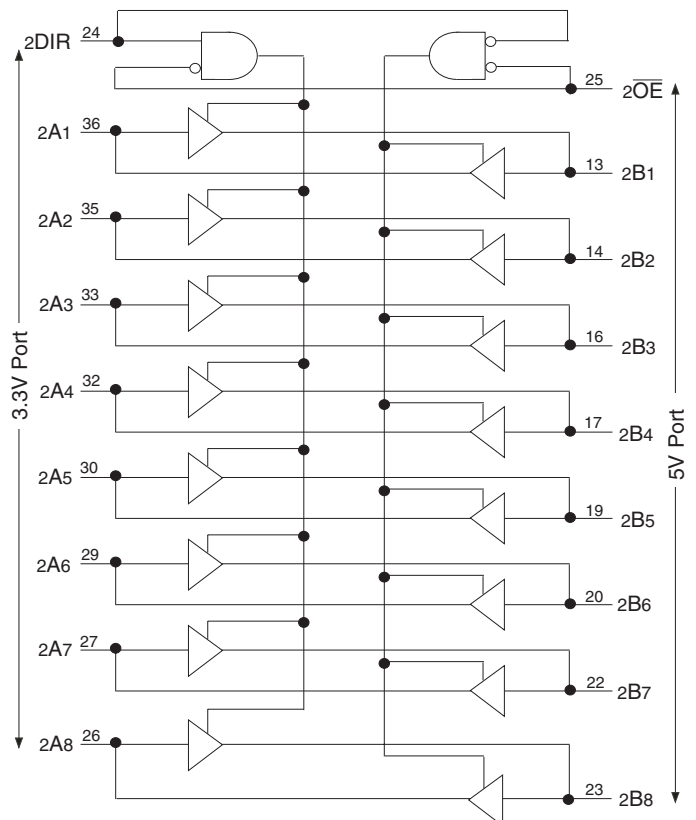 2DIR 24
25 2OE
2A1 36
13 2B1
2A2 35
14 2B2
2A3 33
16 2B3
3.3V Port
2A4 32
17 2B4
5V Port
2A5 30
19 2B5
2A6 29
20 2B6
2A7 27
22 2B7
2A8 26
23 2B8